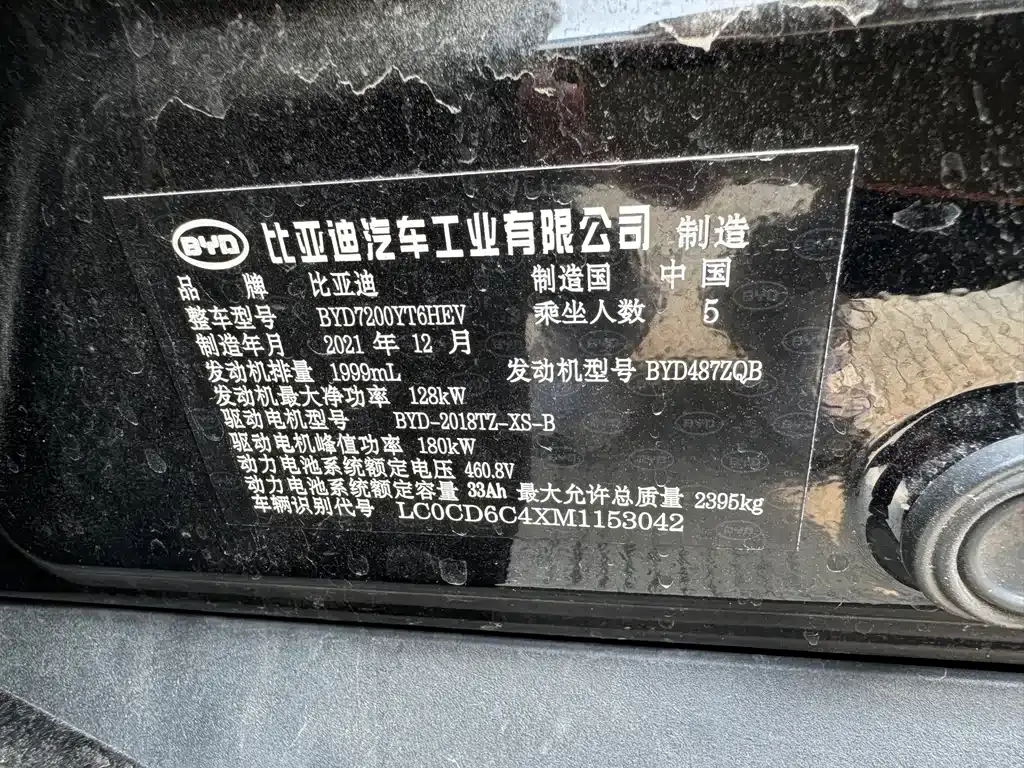 BYD 比亚迪汽车工业有限公司 制造
品 牌 比亚迪 制造国 中国
整车型号 BYD7200YT6HEV 乘坐人数 5
制造年月 2021 年 12 月
发动机排量 1999mL 发动机型号 BYD487ZQB
发动机最大净功率 128kW
驱动电机型号 BYD-2018TZ-XS-B
驱动电机峰值功率 180kW
动力电池系统额定电压 460.8V
动力电池系统额定容量 33Ah 最大允许总质量 2395kg
车辆识别代号 LC0CD6C4XM1153042